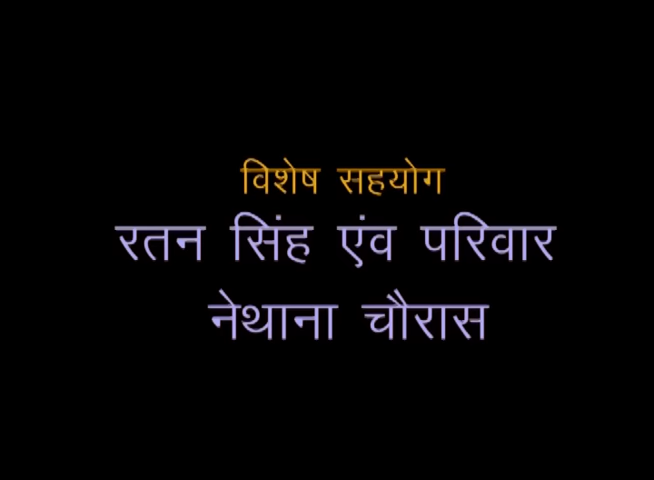 विशेष सहयोग
रतन सिंह एंव परिवार
नेथाना चौरास